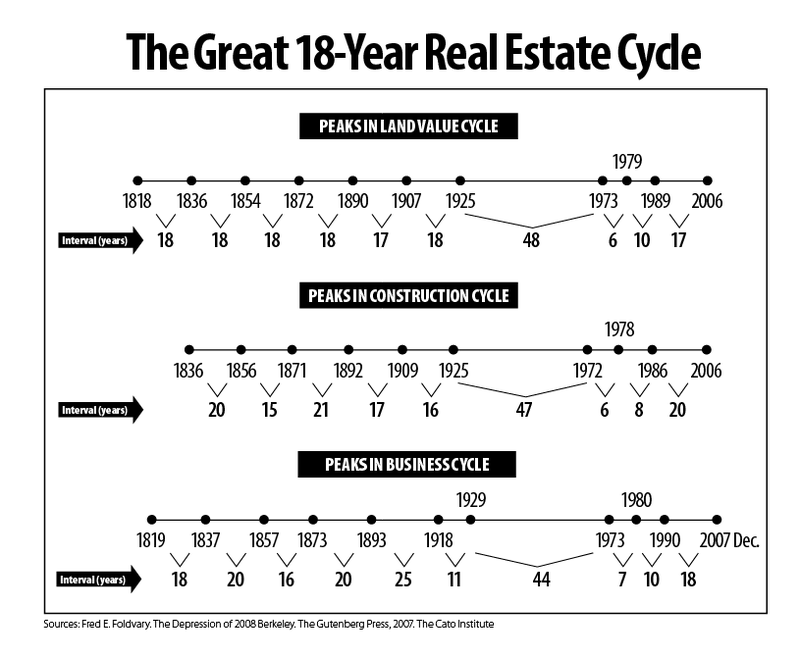 The Great 18-Year Real Estate Cycle
PEAKS IN LAND VALUE CYCLE
1979
1818 1836 1854 1872 1890 1907 1925 1973 1989 2006
Interval (years) 18 18 18 18 17 18 48 6 10 17
PEAKS IN CONSTRUCTION CYCLE
1978
1836 1856 1871 1892 1909 1925 1972 1986 2006
Interval (years) 20 15 21 17 16 47 6 8 20
PEAKS IN BUSINESS CYCLE
1929 1980
1819 1837 1857 1873 1893 1918 1973 1990 2007 Dec.
Interval (years) 18 20 16 20 25 11 44 7 10 18
Sources: Fred E. Foldvary. The Depression of 2008 Berkeley. The Gutenberg Press, 2007. The Cato Institute